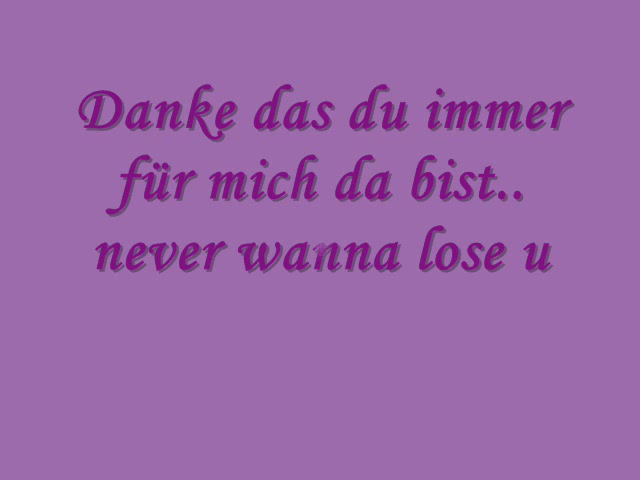 Danke das du immer
für mich da bist..
never wanna lose u